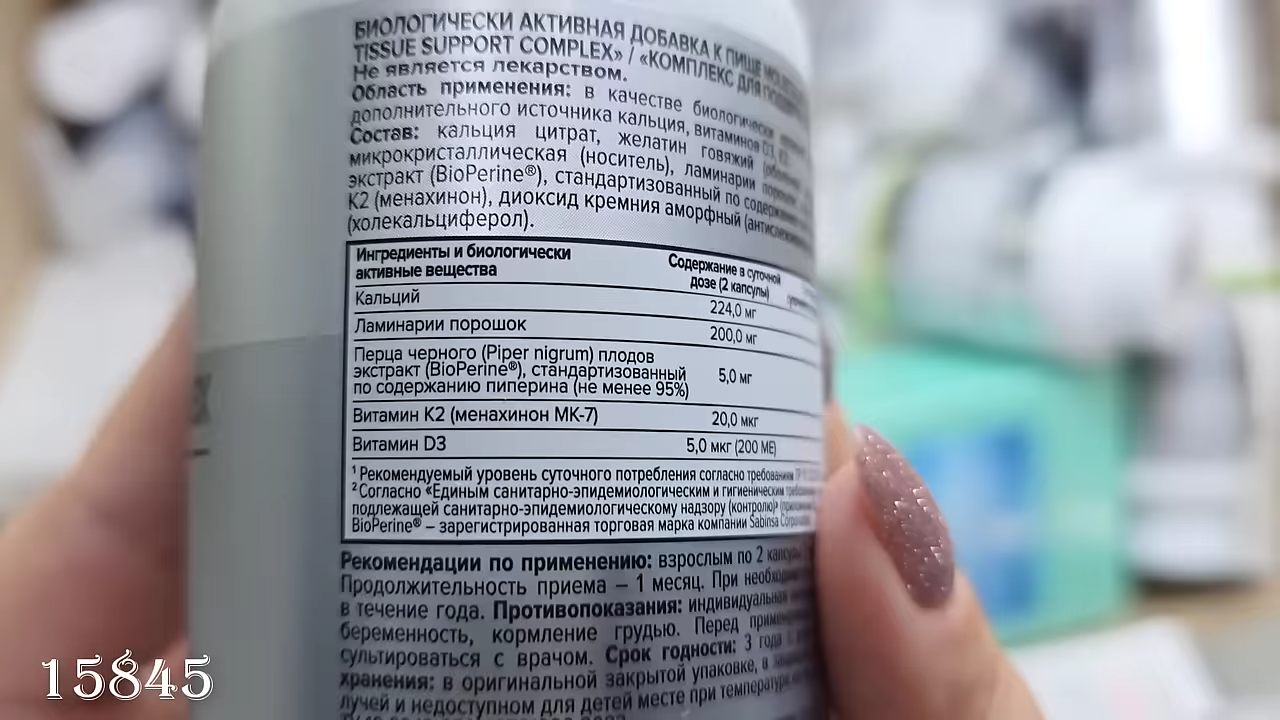 БИОЛОГИЧЕСКИ АКТИВНАЯ ДОБАВКА К ПИЩЕ
TISSUE SUPPORT COMPLEX» / «КОМПЛЕКС ДЛЯ
Не является лекарством.
Область применения: в качестве биологически
дополнительного источника кальция, витаминов D3, K2.
Состав: кальция цитрат, желатин говяжий
микрокристаллическая (носитель), ламинарии
экстракт (BioPerine®), стандартизованный по
K2 (менахинон), диоксид кремния аморфный
(холекальциферол).
Ингредиенты и биологически
активные вещества
Содержание в суточной
дозе (2 капсулы)
Кальций 224,0 мг
Ламинарии порошок 200,0 мг
Перца черного (Piper nigrum) плодов
экстракт (BioPerine®), стандартизованный
по содержанию пиперина (не менее 95%) 5,0 мг
Витамин K2 (менахинон МК-7) 20,0 мкг
Витамин D3 5,0 мкг (200 МЕ)
¹ Рекомендуемый уровень суточного потребления согласно требованиям
² Согласно «Единым санитарно-эпидемиологическим и гигиеническим
подлежащей санитарно-эпидемиологическому надзору (контролю)»
BioPerine® – зарегистрированная торговая марка компании Sabinsa
Рекомендации по применению: взрослым по 2
Продолжительность приема – 1 месяц. При
в течение года. Противопоказания: индивидуальная
беременность, кормление грудью. Перед
сультироваться с врачом. Срок годности: 3 года
хранения: в оригинальной закрытой упаковке, в
лучей и недоступном для детей месте при температуре
15845